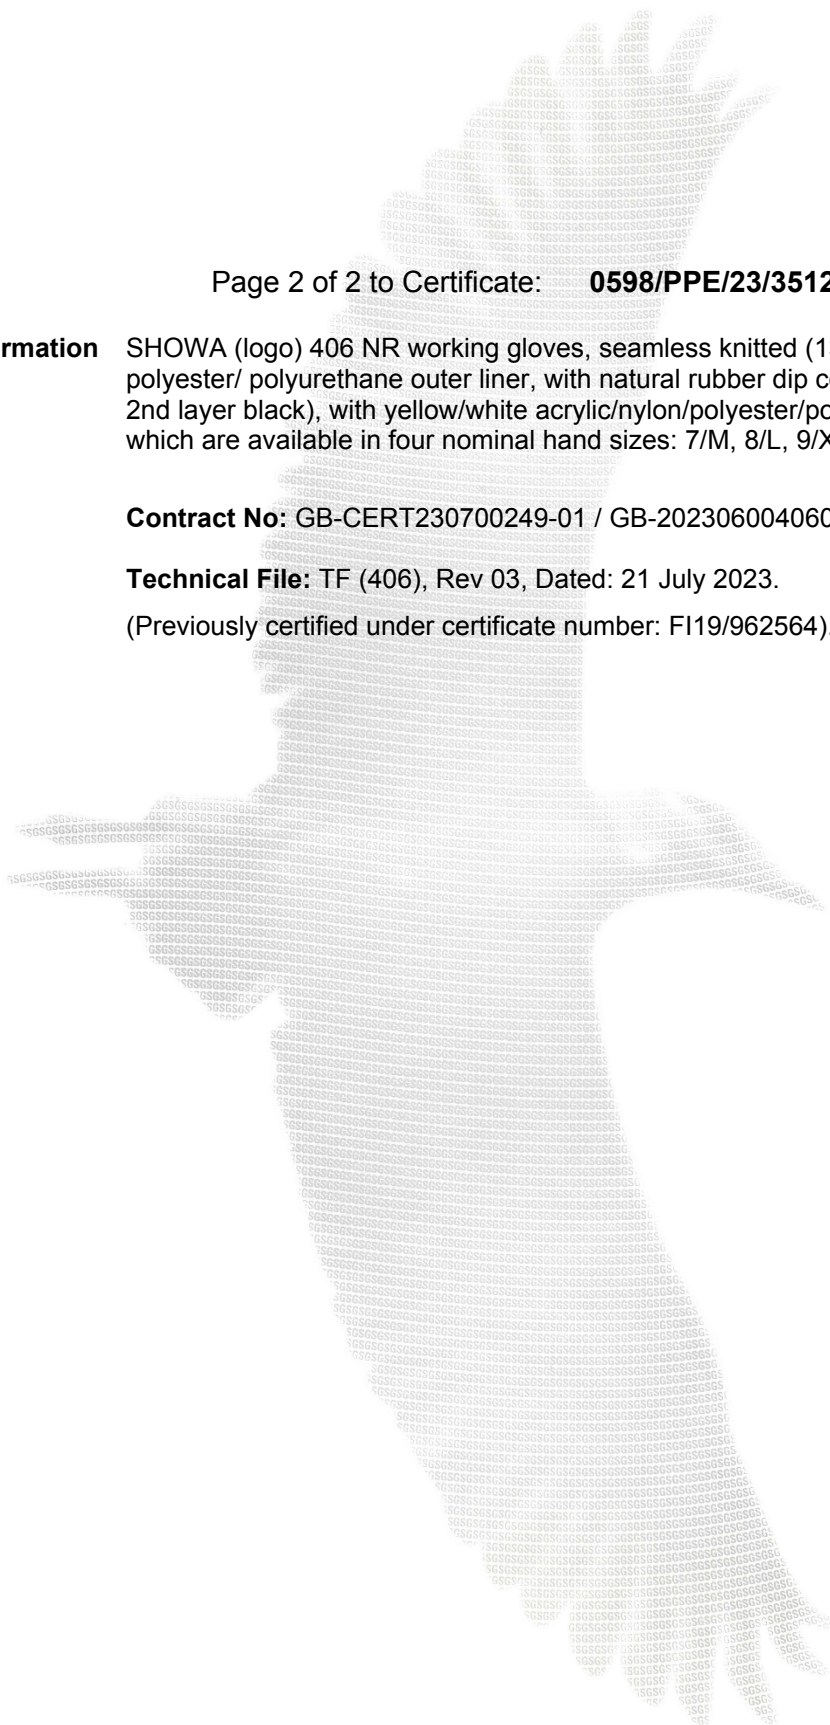 Page 2 of 2 to Certificate: 0598/PPE/23/3512
rmation SHOWA (logo) 406 NR working gloves, seamless knitted (1
polyester/ polyurethane outer liner, with natural rubber dip c
2nd layer black), with yellow/white acrylic/nylon/polyester/po
which are available in four nominal hand sizes: 7/M, 8/L, 9/X
Contract No: GB-CERT230700249-01 / GB-202306004060
Technical File: TF (406), Rev 03, Dated: 21 July 2023.
(Previously certified under certificate number: FI19/962564).